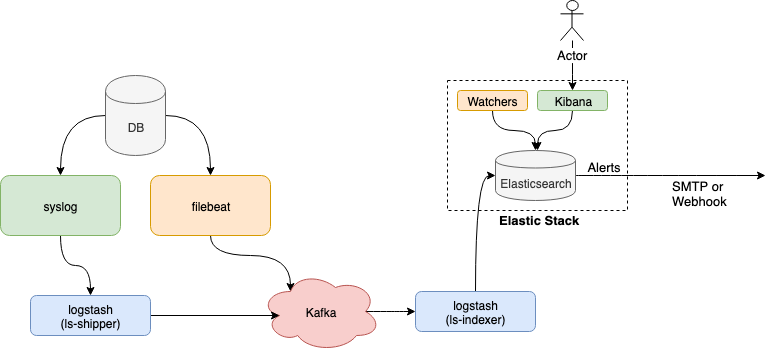 Actor
Watchers
Kibana
DB
Elasticsearch
Alerts
SMTP or
Webhook
syslog
filebeat
Elastic Stack
logstash
(ls-shipper)
Kafka
logstash
(ls-indexer)